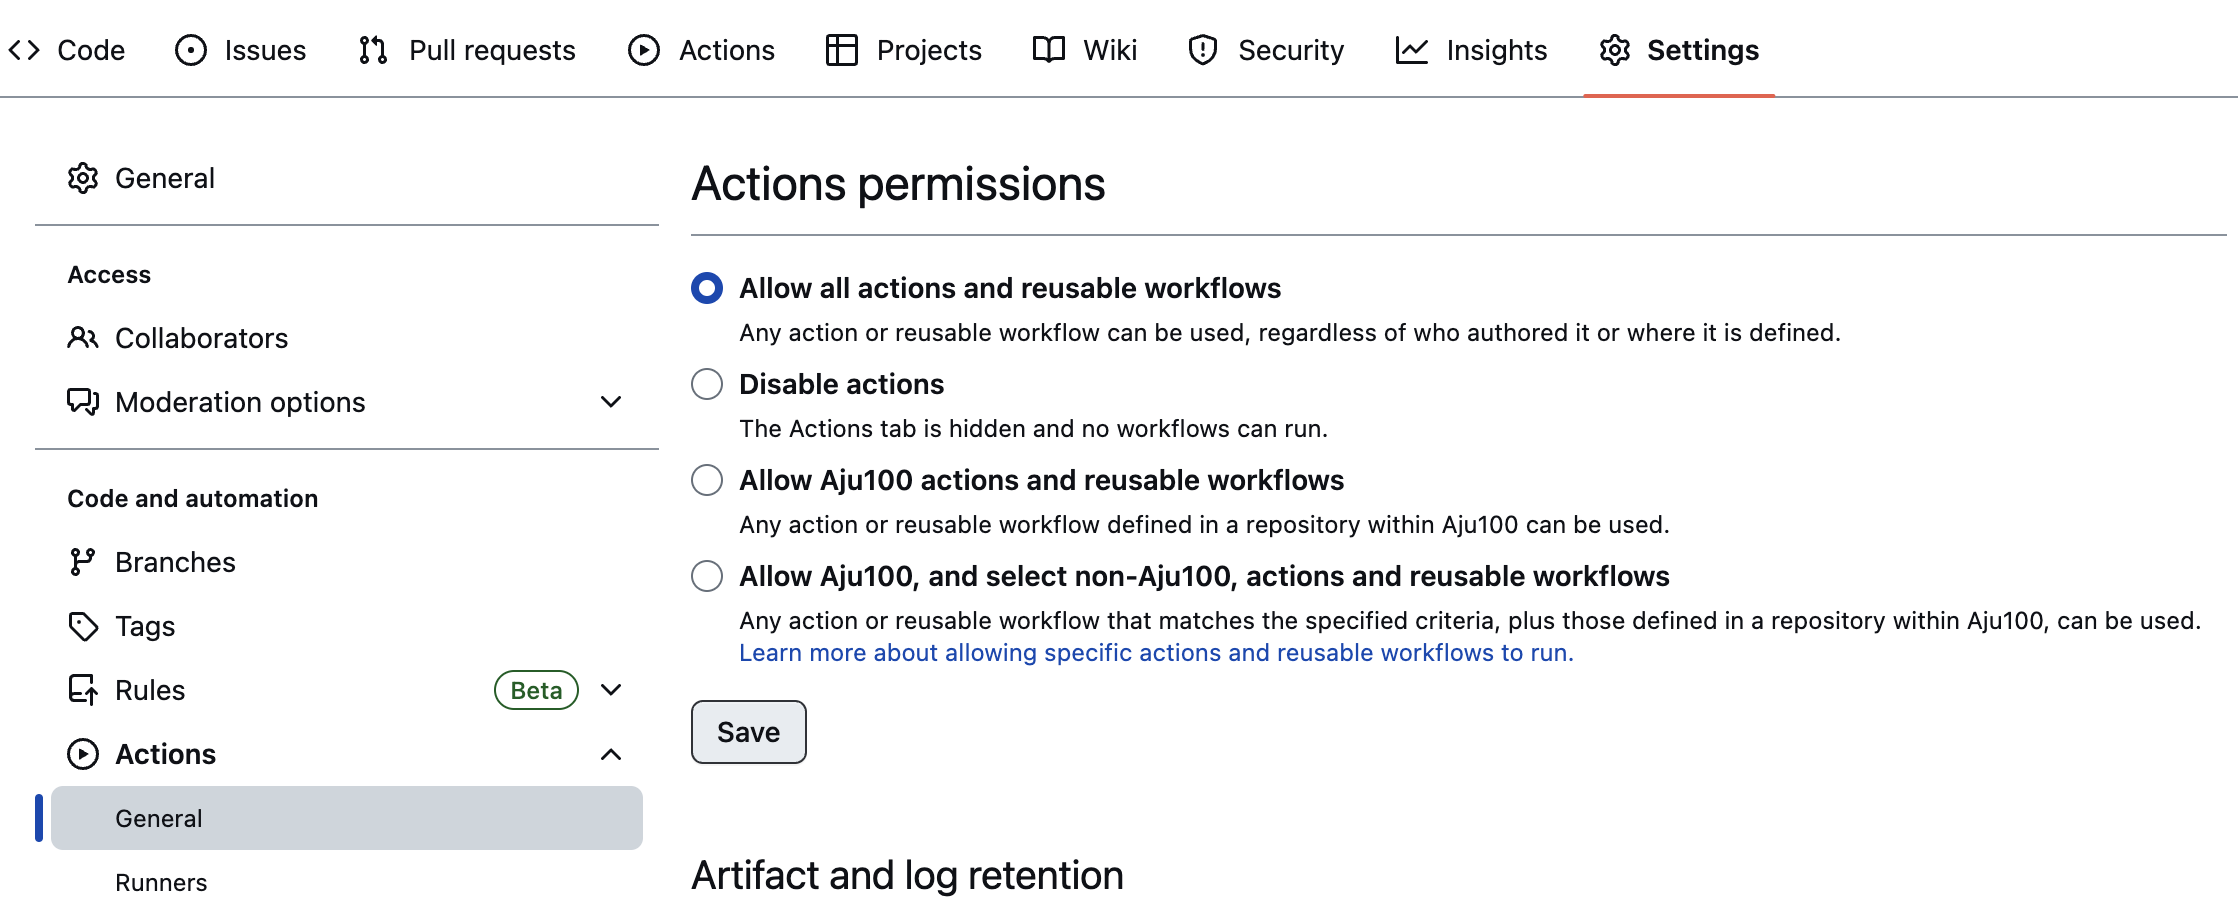 Code Issues Pull requests Actions Projects Wiki Security Insights Settings
General
Access
Collaborators
Moderation options
Code and automation
Branches
Tags
Rules Beta
Actions
General
Runners
Actions permissions
Allow all actions and reusable workflows
Any action or reusable workflow can be used, regardless of who authored it or where it is defined.
Disable actions
The Actions tab is hidden and no workflows can run.
Allow Aju100 actions and reusable workflows
Any action or reusable workflow defined in a repository within Aju100 can be used.
Allow Aju100, and select non-Aju100, actions and reusable workflows
Any action or reusable workflow that matches the specified criteria, plus those defined in a repository within Aju100, can be used.
Learn more about allowing specific actions and reusable workflows to run.
Save
Artifact and log retention